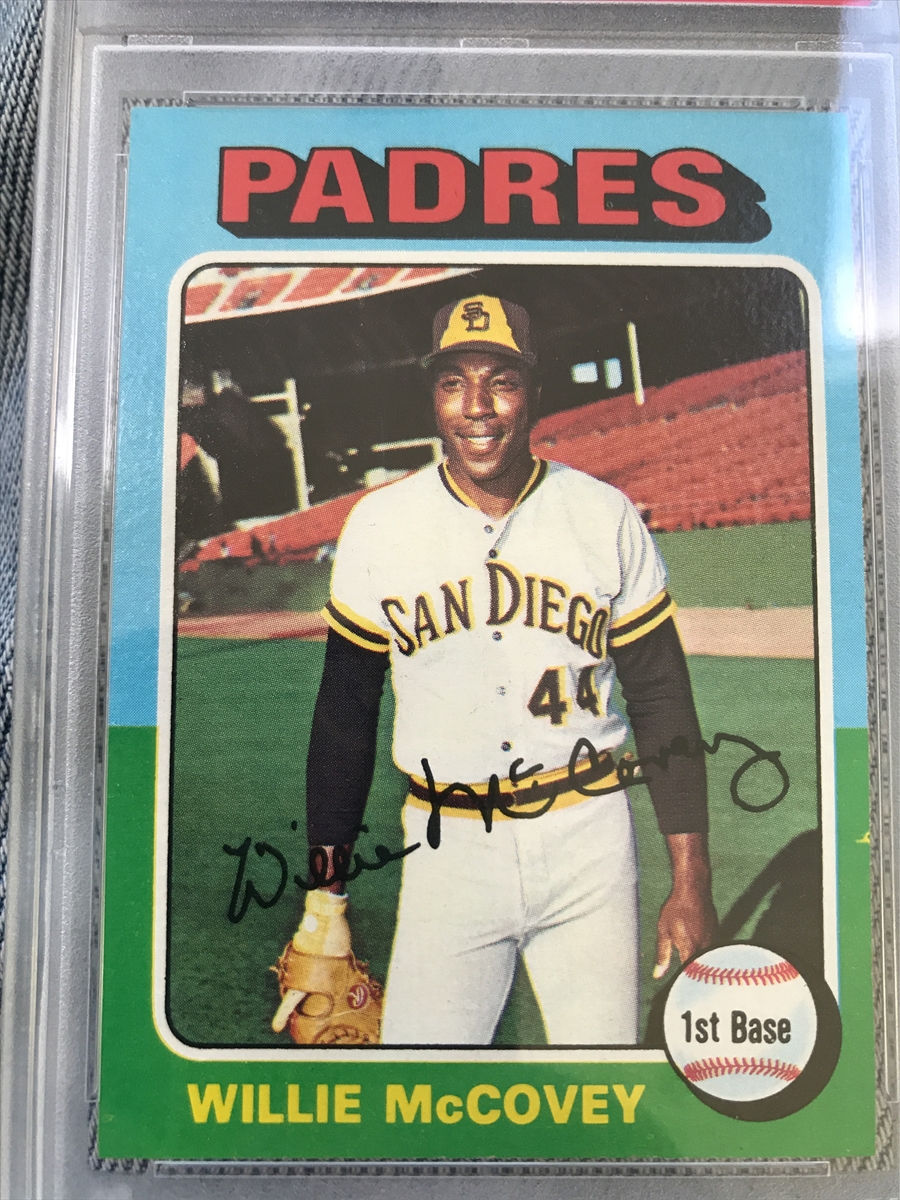 PADRES
SD
SAN DIEGO
44
Willie McCovey
1st Base
WILLIE McCOVEY